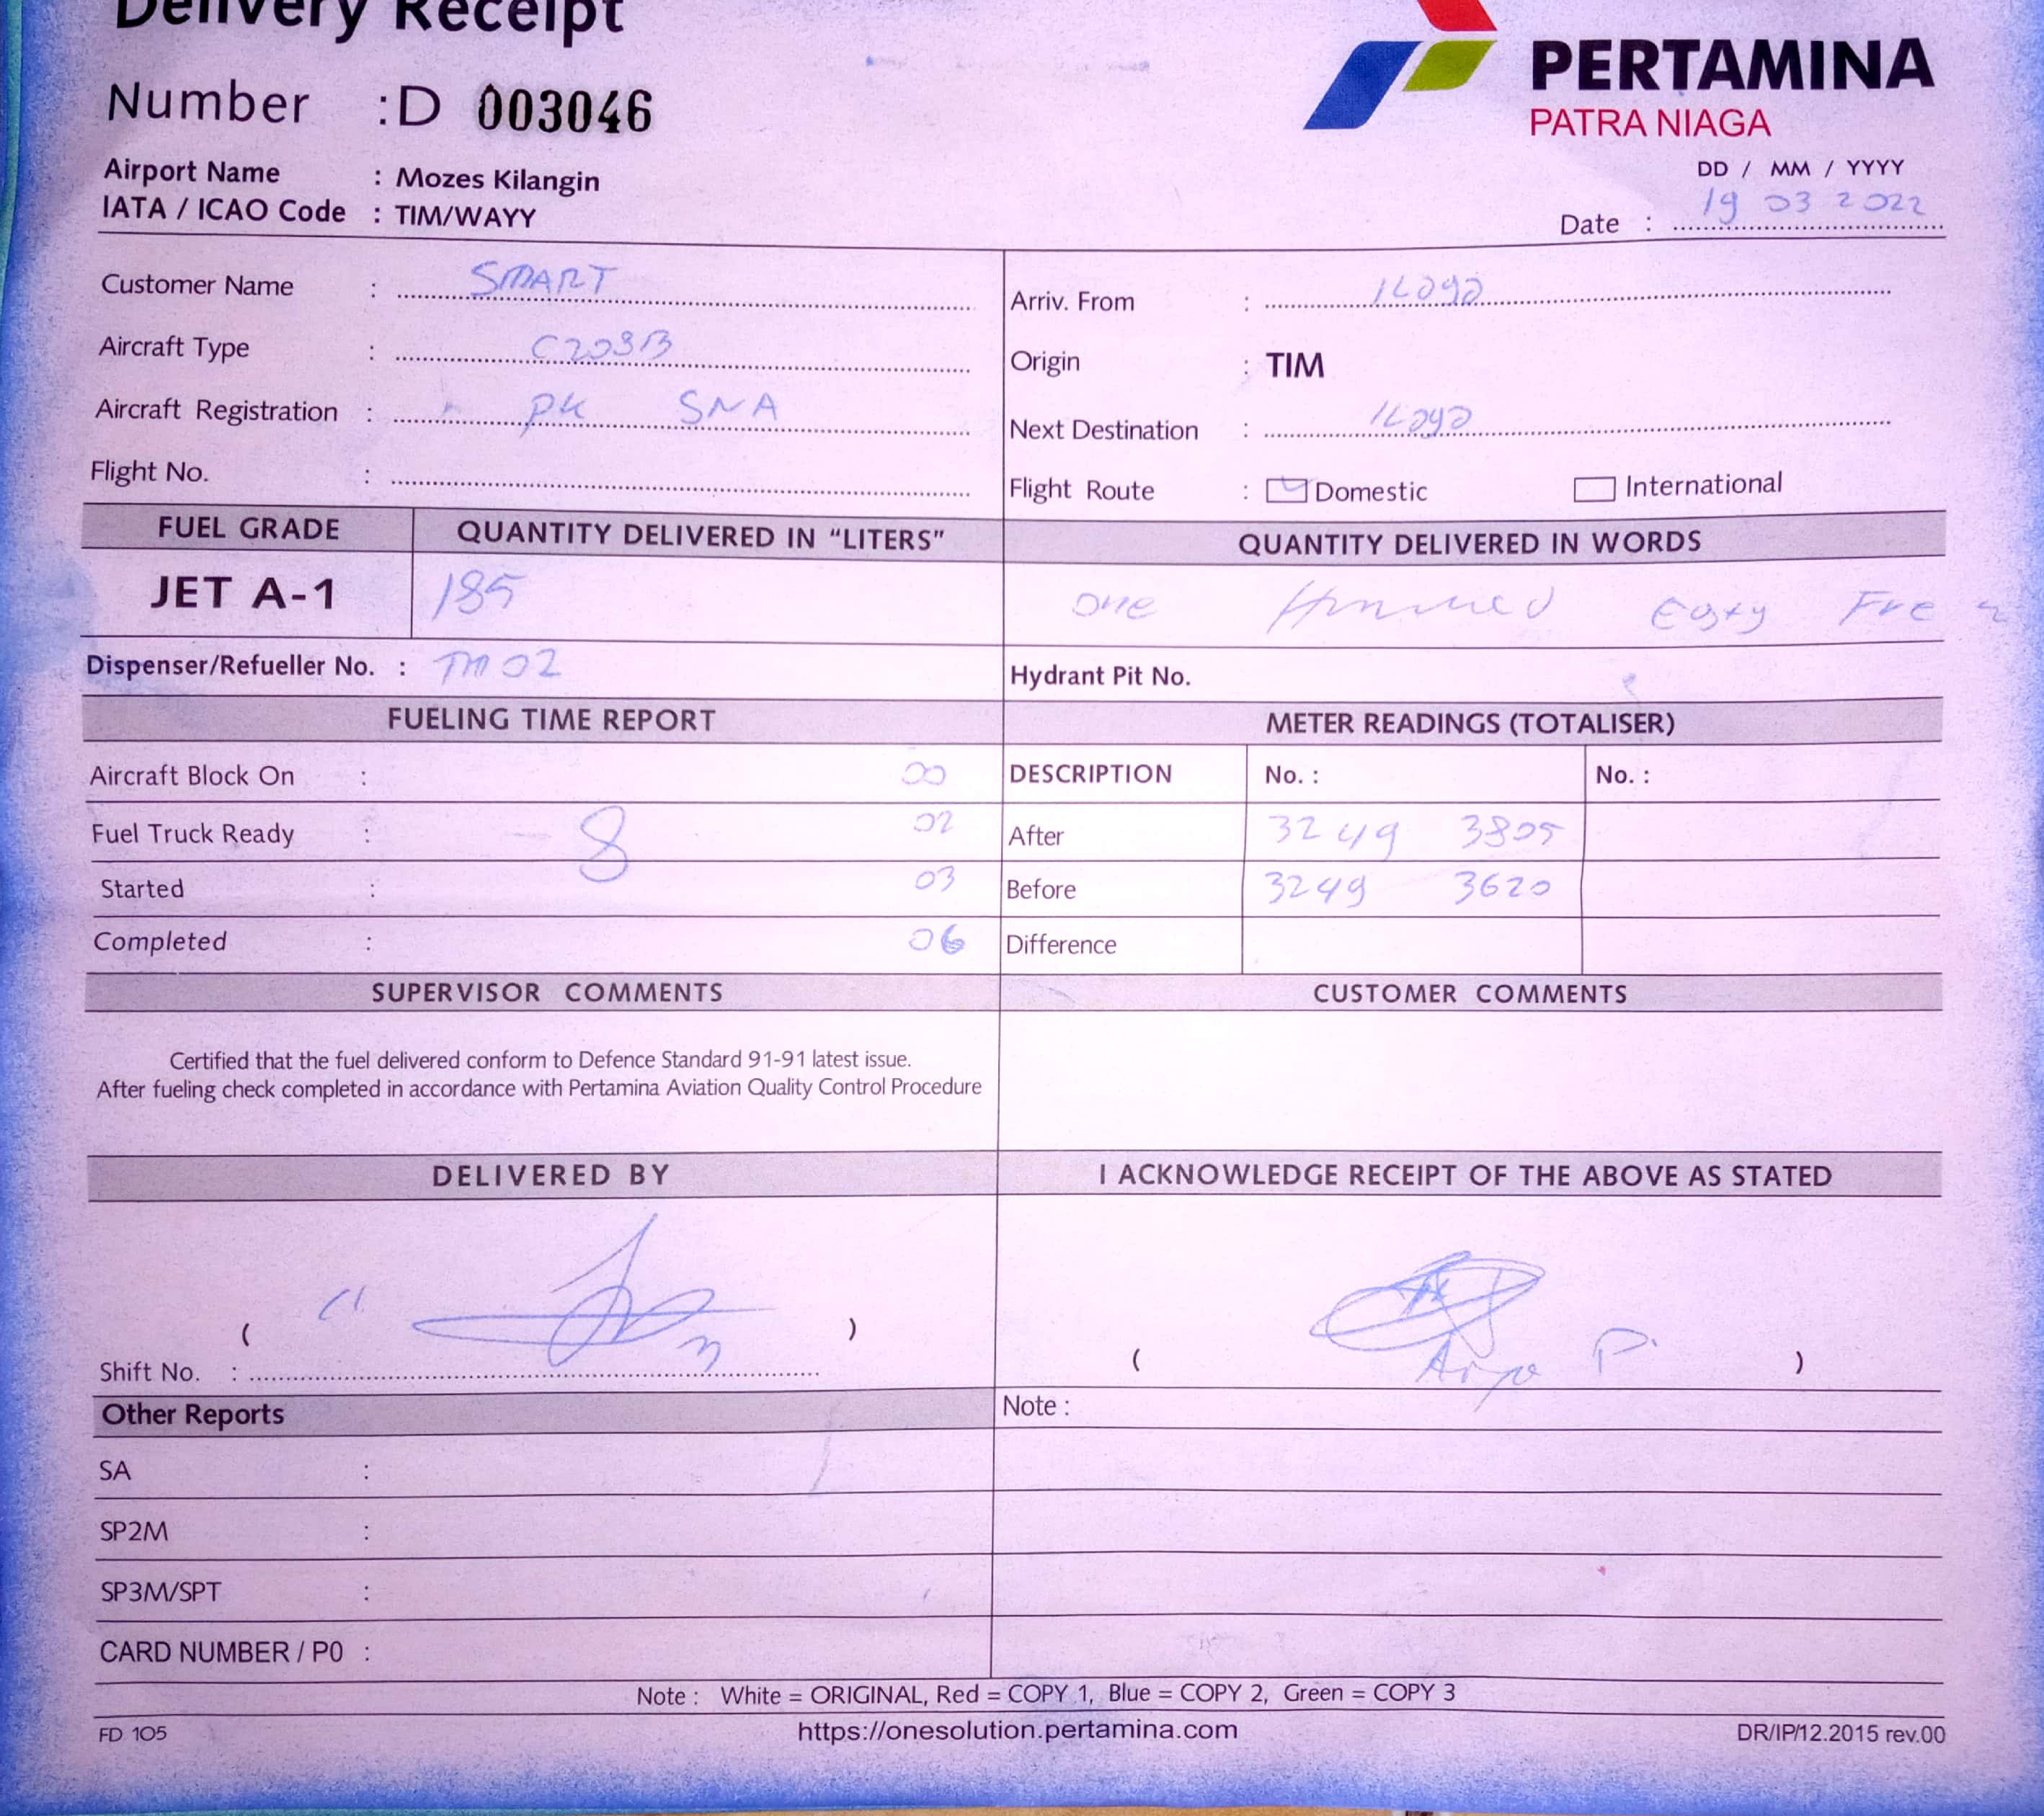 Delivery Receipt
PERTAMINA
PATRA NIAGA
Number : D 003046
Airport Name : Mozes Kilangin
IATA / ICAO Code : TIM/WAYY
DD / MM / YYYY
Date : 19 03 2022
Customer Name : SMART
Arriv. From :
Aircraft Type : C208B
Origin : TIM
Aircraft Registration : PK SNA
Next Destination :
Flight No. :
Flight Route : Domestic International
FUEL GRADE QUANTITY DELIVERED IN "LITERS" QUANTITY DELIVERED IN WORDS
JET A-1 185 one
Dispenser/Refueller No. : TM 02 Hydrant Pit No.
FUELING TIME REPORT METER READINGS (TOTALISER)
Aircraft Block On : 00 DESCRIPTION No. : No. :
Fuel Truck Ready : 8 02 After 3249 3805
Started : 03 Before 3249 3620
Completed : 06 Difference
SUPERVISOR COMMENTS CUSTOMER COMMENTS
Certified that the fuel delivered conform to Defence Standard 91-91 latest issue.
After fueling check completed in accordance with Pertamina Aviation Quality Control Procedure
DELIVERED BY I ACKNOWLEDGE RECEIPT OF THE ABOVE AS STATED
( )
( P. )
Shift No. :
Other Reports Note :
SA :
SP2M :
SP3M/SPT :
CARD NUMBER / P0 :
Note : White = ORIGINAL, Red = COPY 1, Blue = COPY 2, Green = COPY 3
FD 105 https://onesolution.pertamina.com DR/IP/12.2015 rev.00